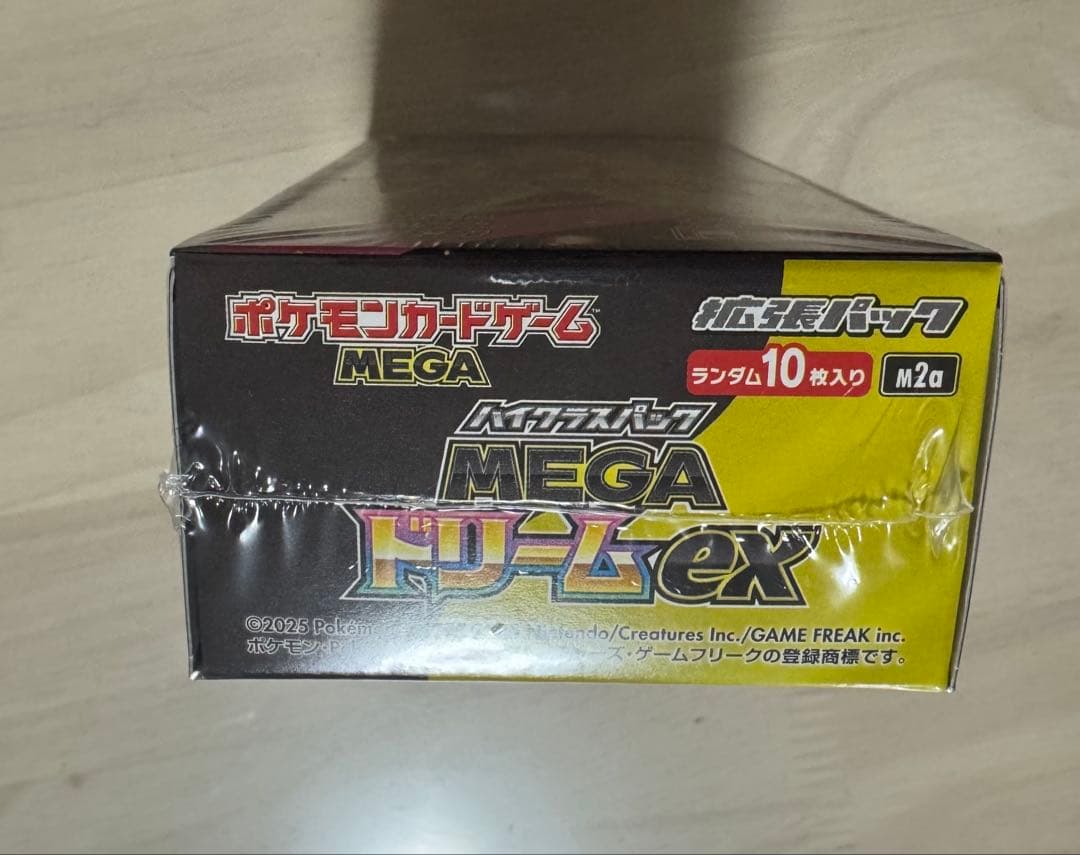 ポケモンカードゲーム™
MEGA
拡張パック
ランダム10枚入り
M2a
ハイクラスパック
MEGA
ドリームex
©2025 Pokémon Nintendo/Creatures Inc./GAME FREAK inc.
ポケモン・ ーズ・ゲームフリークの登録商標です。